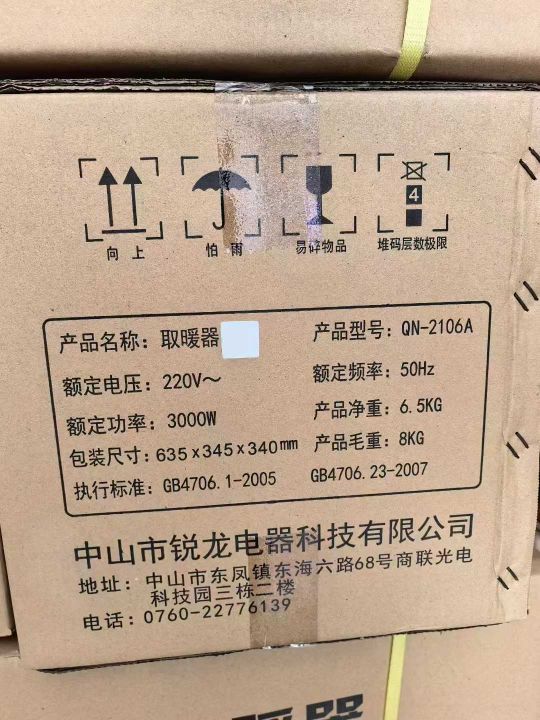 4
向上 怕雨 易碎物品 堆码层数极限
产品名称：取暖器 产品型号：QN-2106A
额定电压：220V～ 额定频率：50Hz
额定功率：3000W 产品净重：6.5KG
包装尺寸：635x345x340mm 产品毛重：8KG
执行标准：GB4706.1-2005 GB4706.23-2007
中山市锐龙电器科技有限公司
地址：中山市东凤镇东海六路68号商联光电
科技园三栋二楼
电话：0760-22776139
暖器